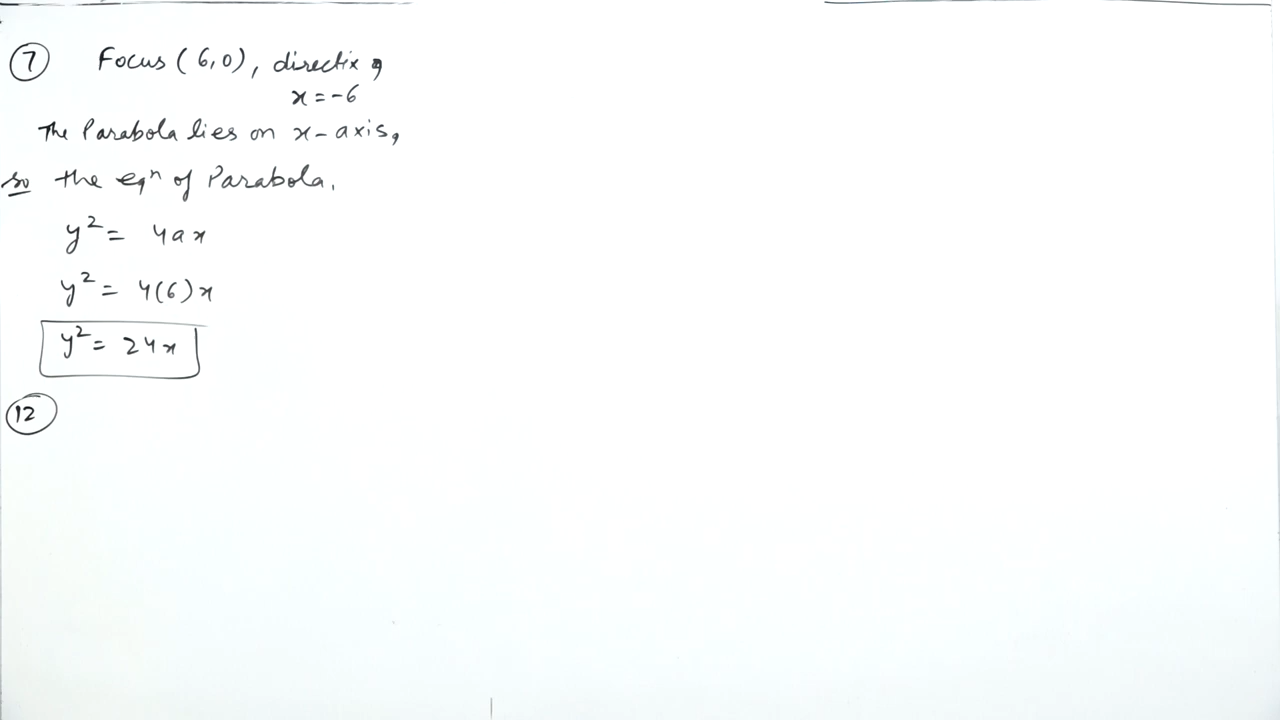 7 Focus (6,0), directix,
x = -6
The Parabola lies on x-axis,
so the eqⁿ of Parabola.
y² = 4ax
y² = 4(6)x
y² = 24x
12